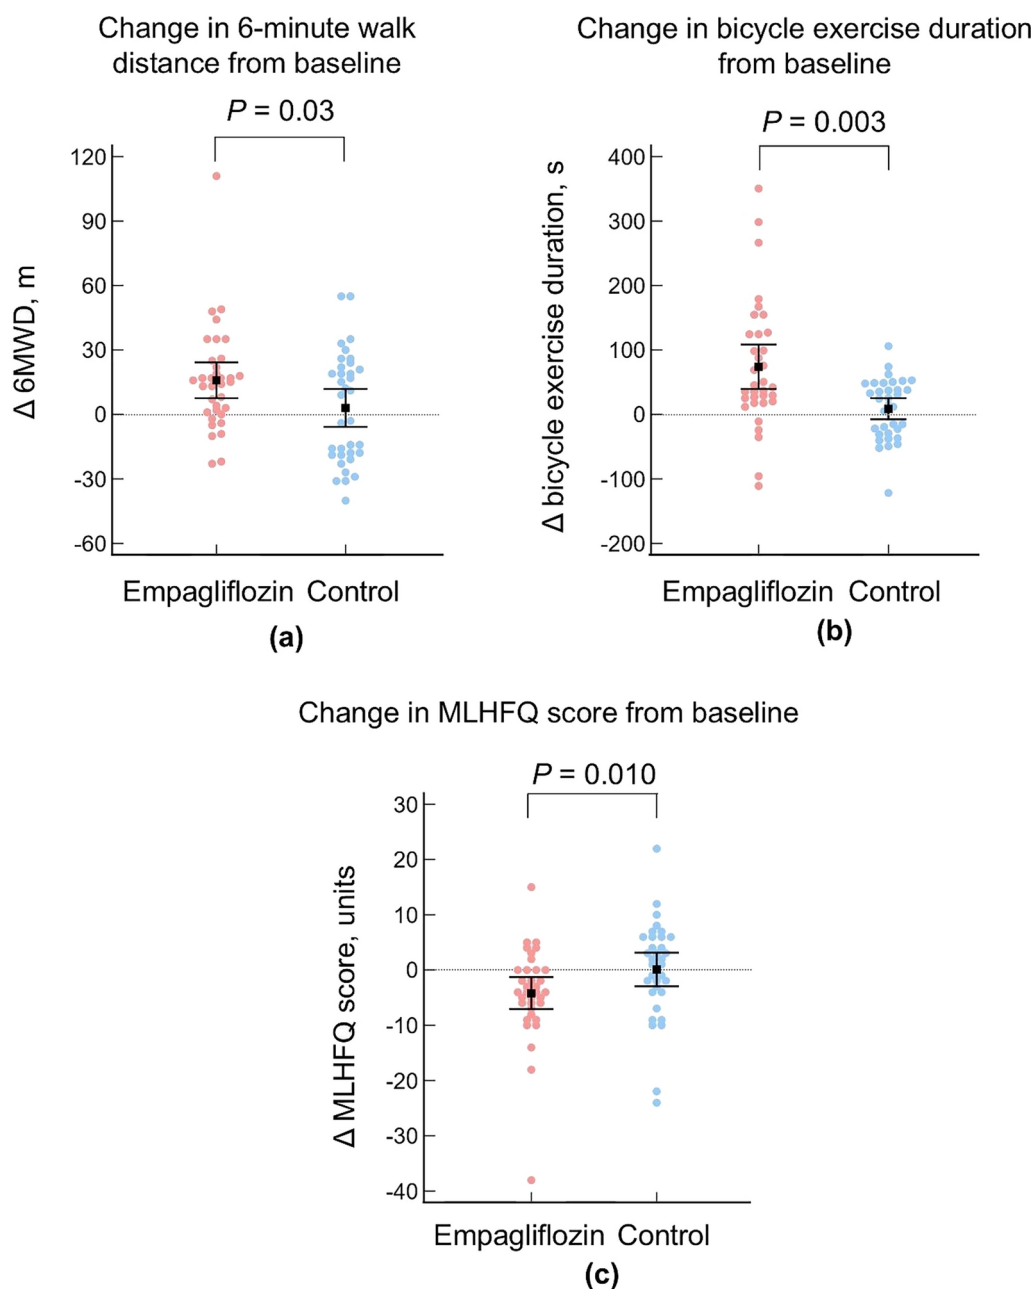 Change in 6-minute walk
distance from baseline
P = 0.03
Δ 6MWD, m
120
90
60
30
0
-30
-60
Empagliflozin Control
(a)
Change in bicycle exercise duration
from baseline
P = 0.003
Δ bicycle exercise duration, s
400
300
200
100
0
-100
-200
Empagliflozin Control
(b)
Change in MLHFQ score from baseline
P = 0.010
Δ MLHFQ score, units
30
20
10
0
-10
-20
-30
-40
Empagliflozin Control
(c)